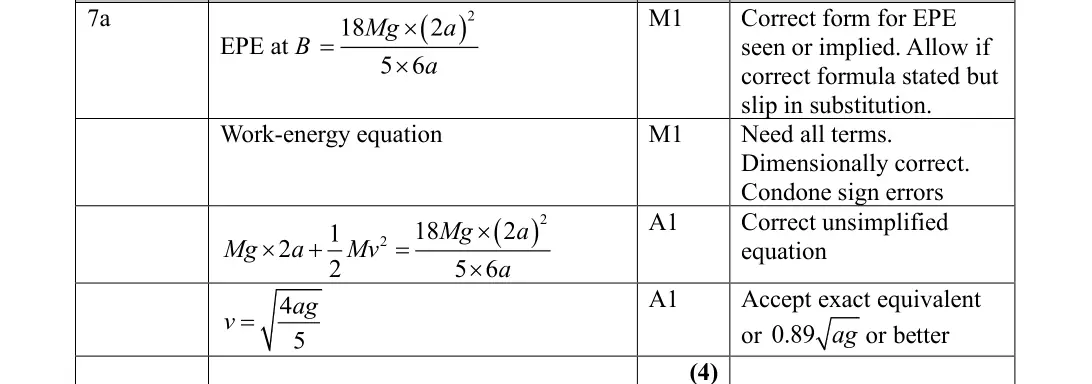 7a
EPE at B = 18Mg×(2a)² / 5×6a
M1
Correct form for EPE
seen or implied. Allow if
correct formula stated but
slip in substitution.
Work-energy equation
M1
Need all terms.
Dimensionally correct.
Condone sign errors
Mg×2a + 1/2 Mv² = 18Mg×(2a)² / 5×6a
A1
Correct unsimplified
equation
v = √(4ag/5)
A1
Accept exact equivalent
or 0.89√ag or better
(4)